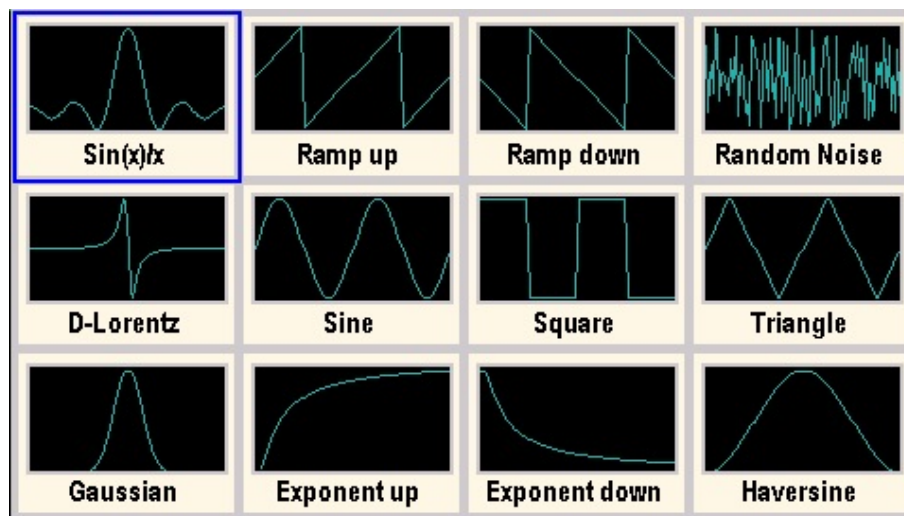 Sin(x)/x
Ramp up
Ramp down
Random Noise
D-Lorentz
Sine
Square
Triangle
Gaussian
Exponent up
Exponent down
Haversine